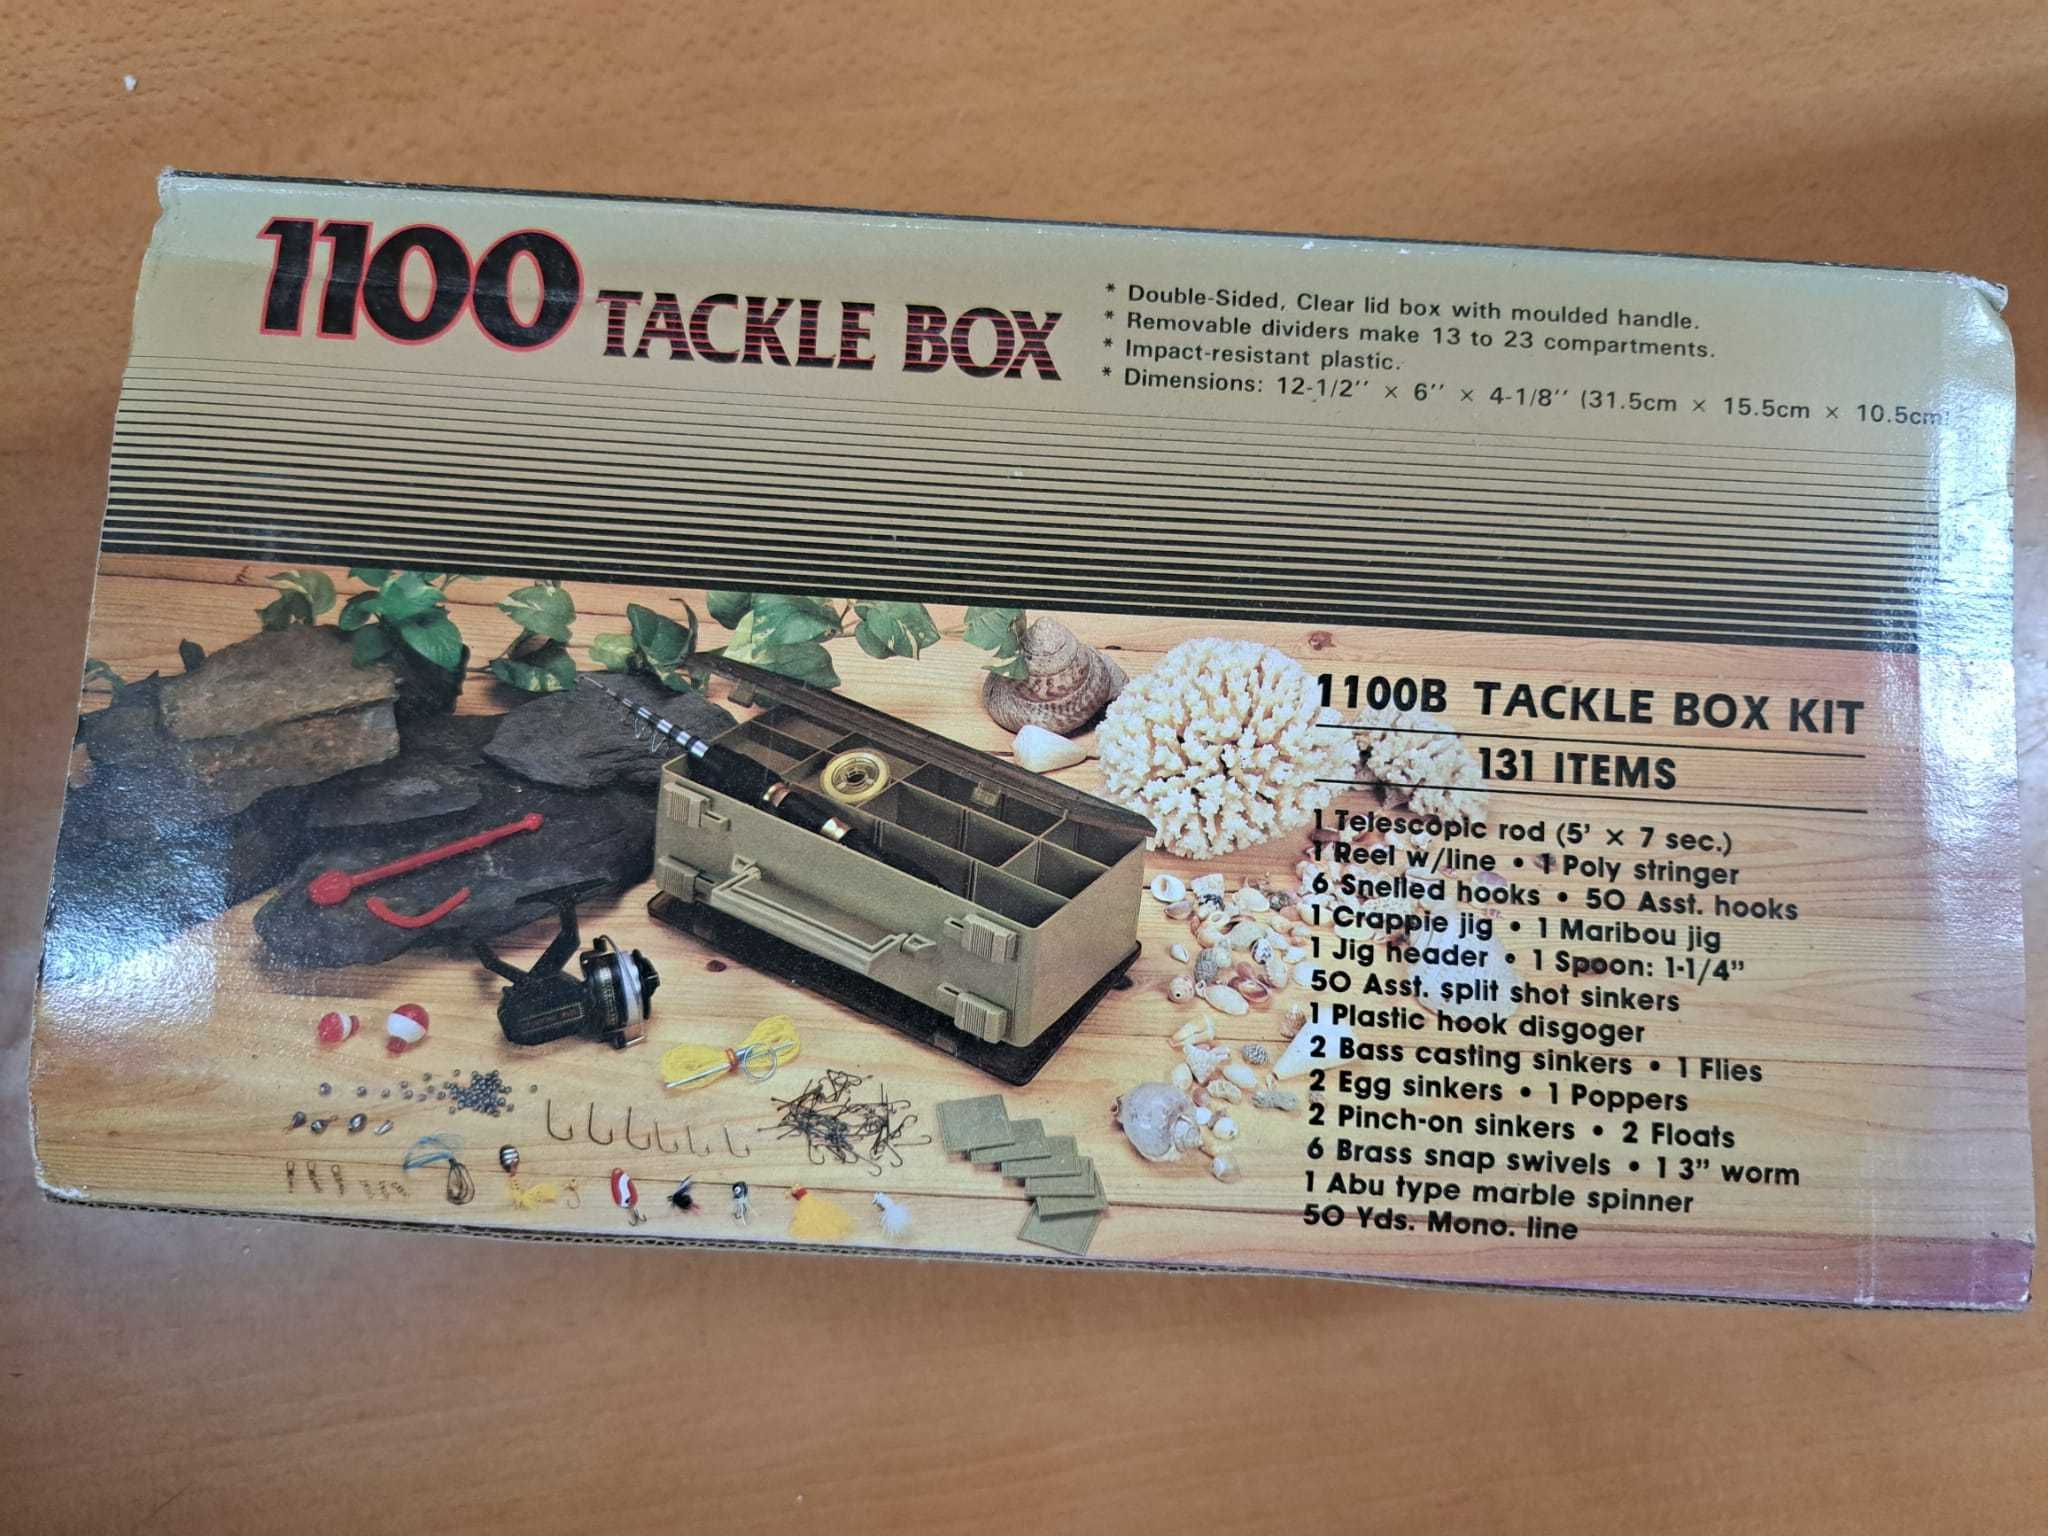 1100 TACKLE BOX
* Double-Sided, Clear lid box with moulded handle.
* Removable dividers make 13 to 23 compartments.
* Impact-resistant plastic.
* Dimensions: 12-1/2'' × 6'' × 4-1/8'' (31.5cm × 15.5cm × 10.5cm)
1100B TACKLE BOX KIT
131 ITEMS
1 Telescopic rod (5' × 7 sec.)
1 Reel w/line • 1 Poly stringer
6 Snelled hooks • 50 Asst. hooks
1 Crappie jig • 1 Maribou jig
1 Jig header • 1 Spoon: 1-1/4"
50 Asst. split shot sinkers
1 Plastic hook disgoger
2 Bass casting sinkers • 1 Flies
2 Egg sinkers • 1 Poppers
2 Pinch-on sinkers • 2 Floats
6 Brass snap swivels • 1 3" worm
1 Abu type marble spinner
50 Yds. Mono. line